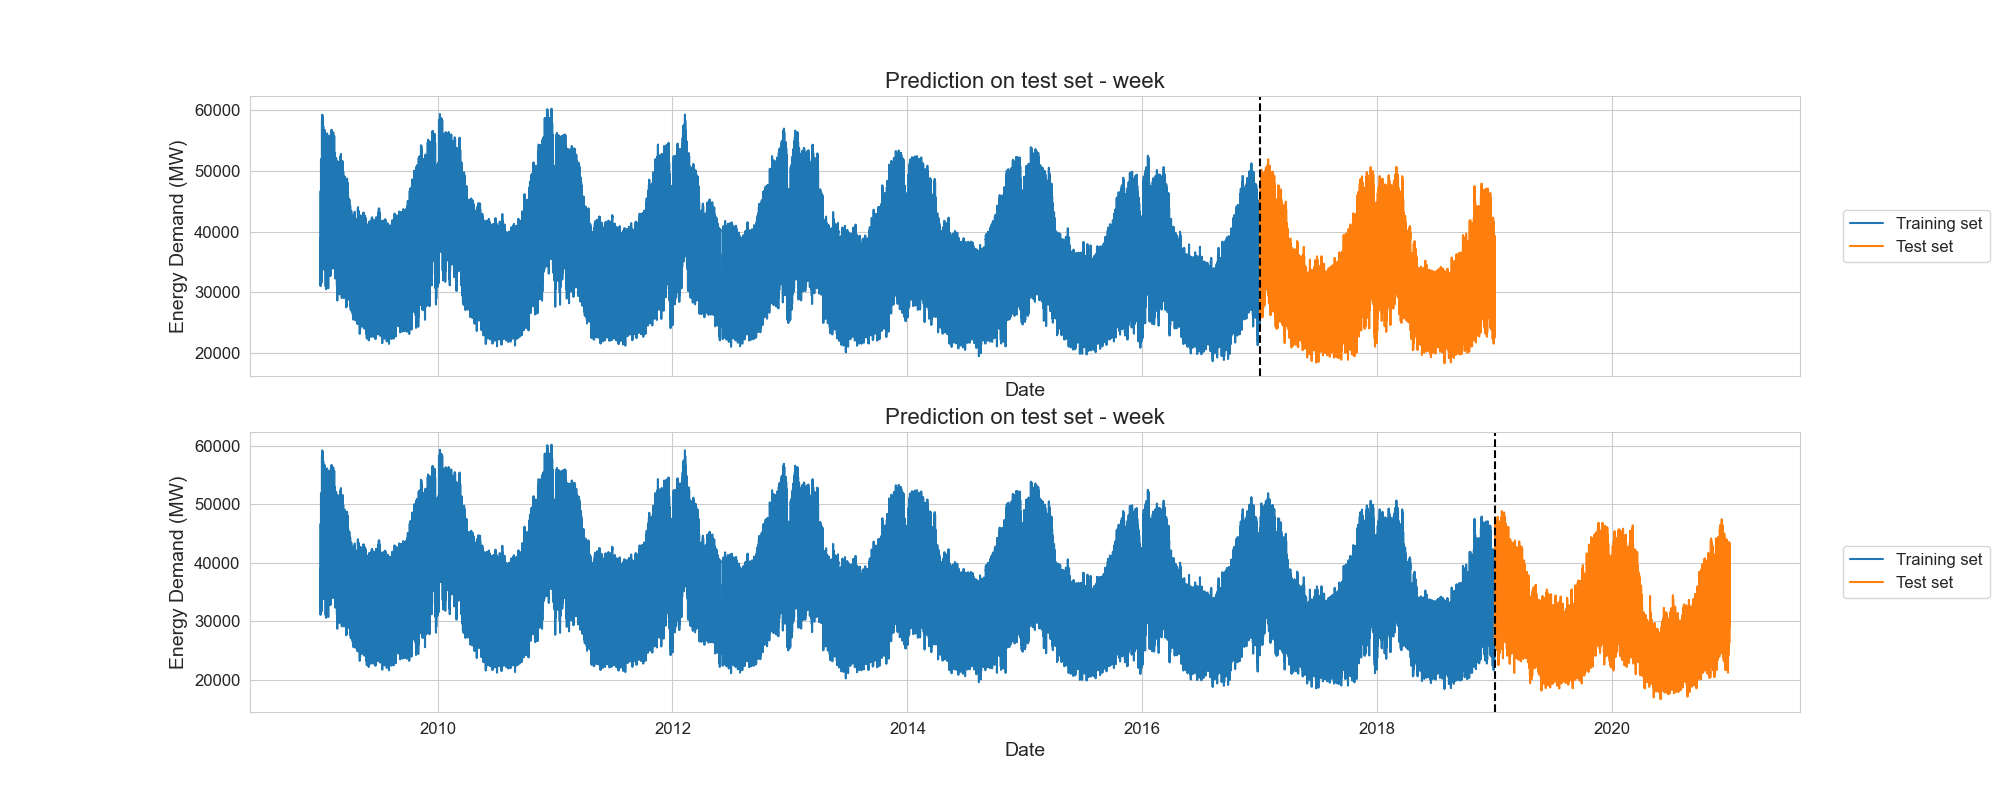 Prediction on test set - week
60000
50000
40000
30000
20000
Energy Demand (MW)
Date
Training set
Test set
Prediction on test set - week
60000
50000
40000
30000
20000
Energy Demand (MW)
2010 2012 2014 2016 2018 2020
Date
Training set
Test set